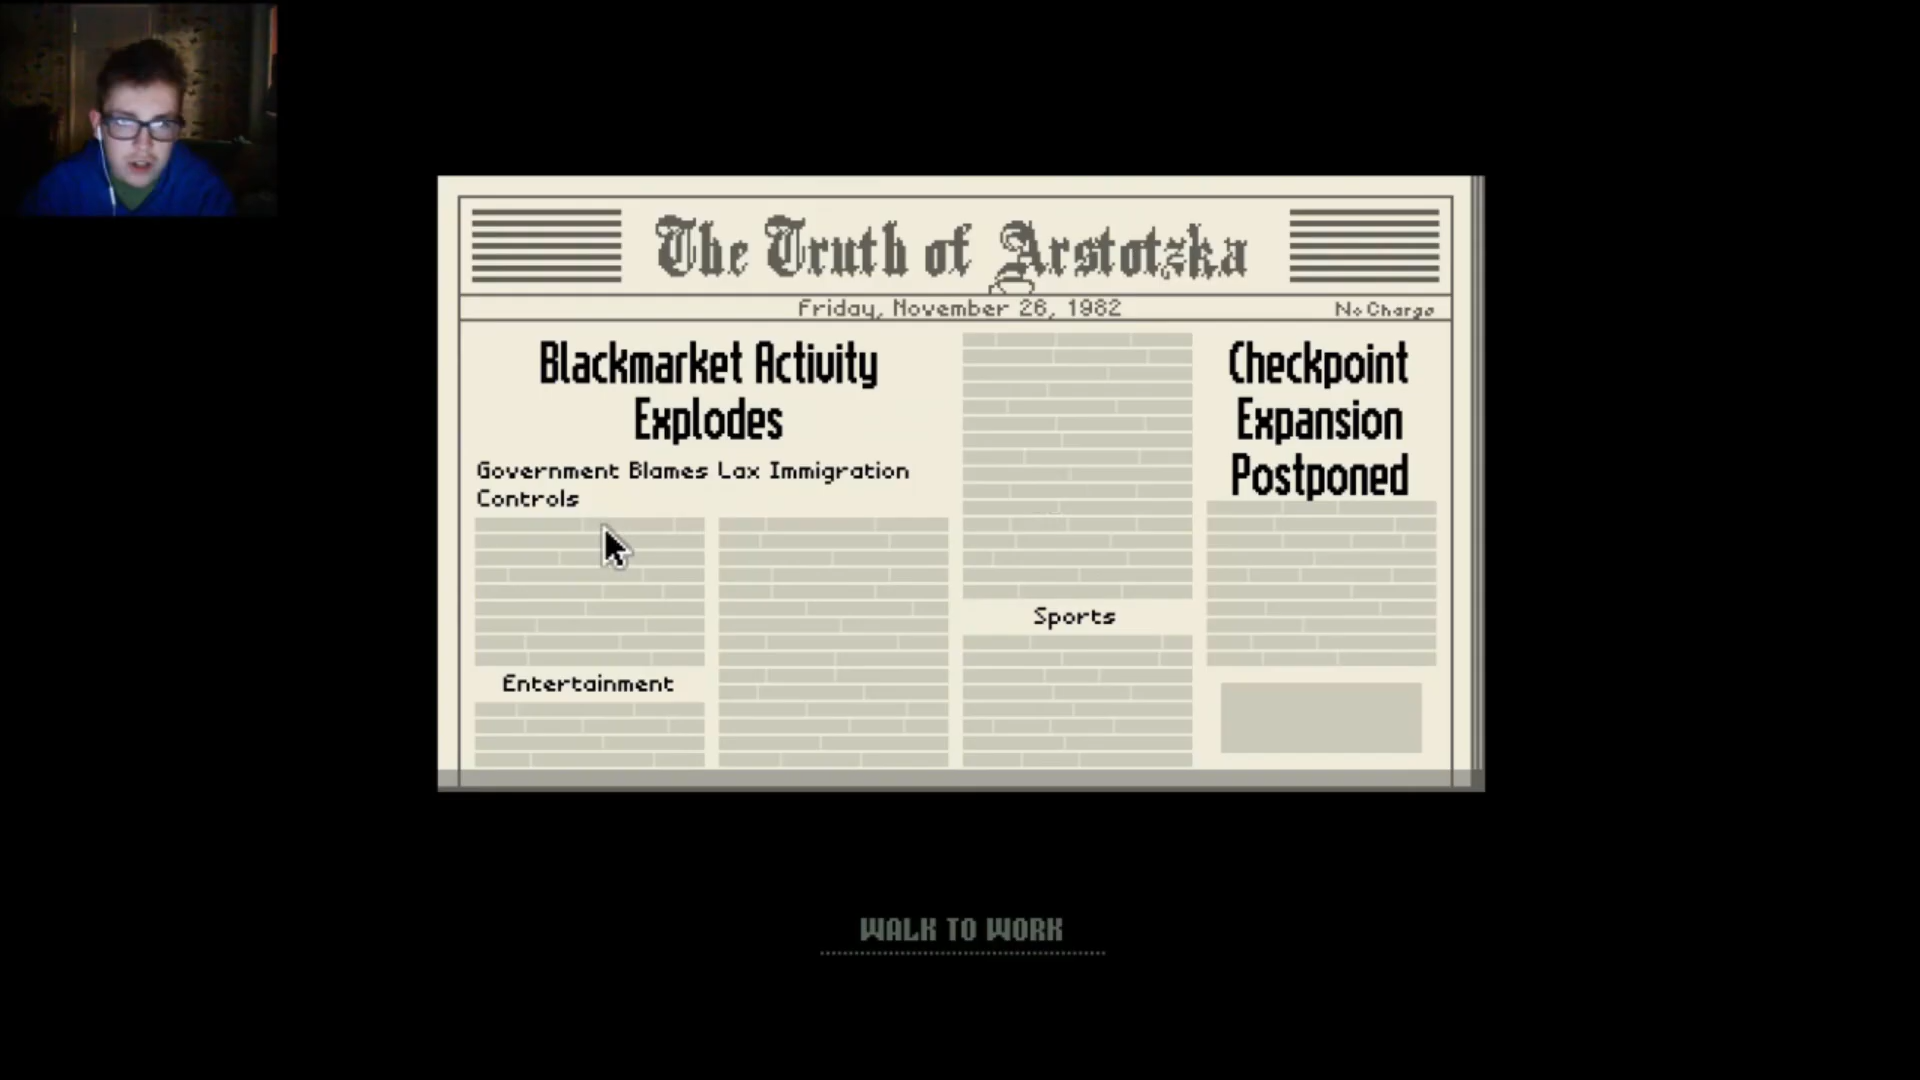 The Truth of Arstotzka
Friday, November 26, 1982
No Charge
Blackmarket Activity
Explodes
Government Blames Lax Immigration
Controls
Entertainment
Sports
Checkpoint
Expansion
Postponed
WALK TO WORK